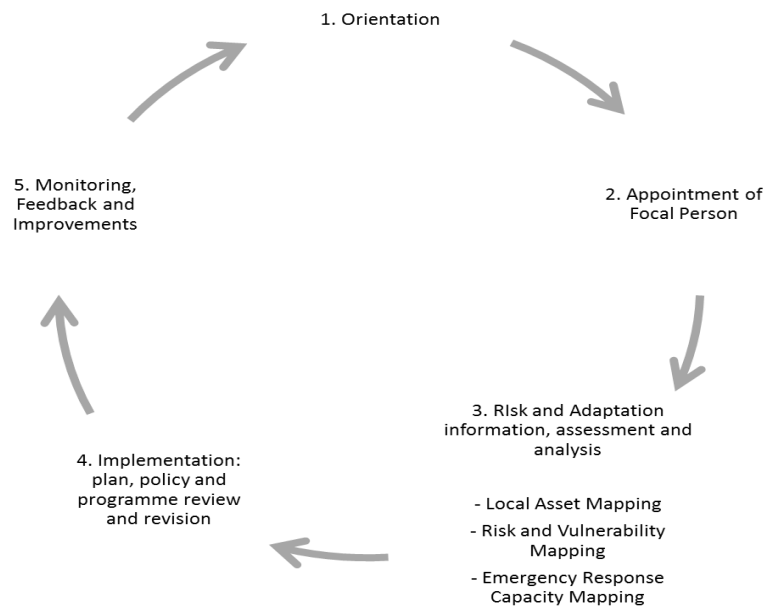 1. Orientation
2. Appointment of
Focal Person
3. RIsk and Adaptation
information, assessment and
analysis
- Local Asset Mapping
- Risk and Vulnerability
Mapping
- Emergency Response
Capacity Mapping
4. Implementation:
plan, policy and
programme review
and revision
5. Monitoring,
Feedback and
Improvements